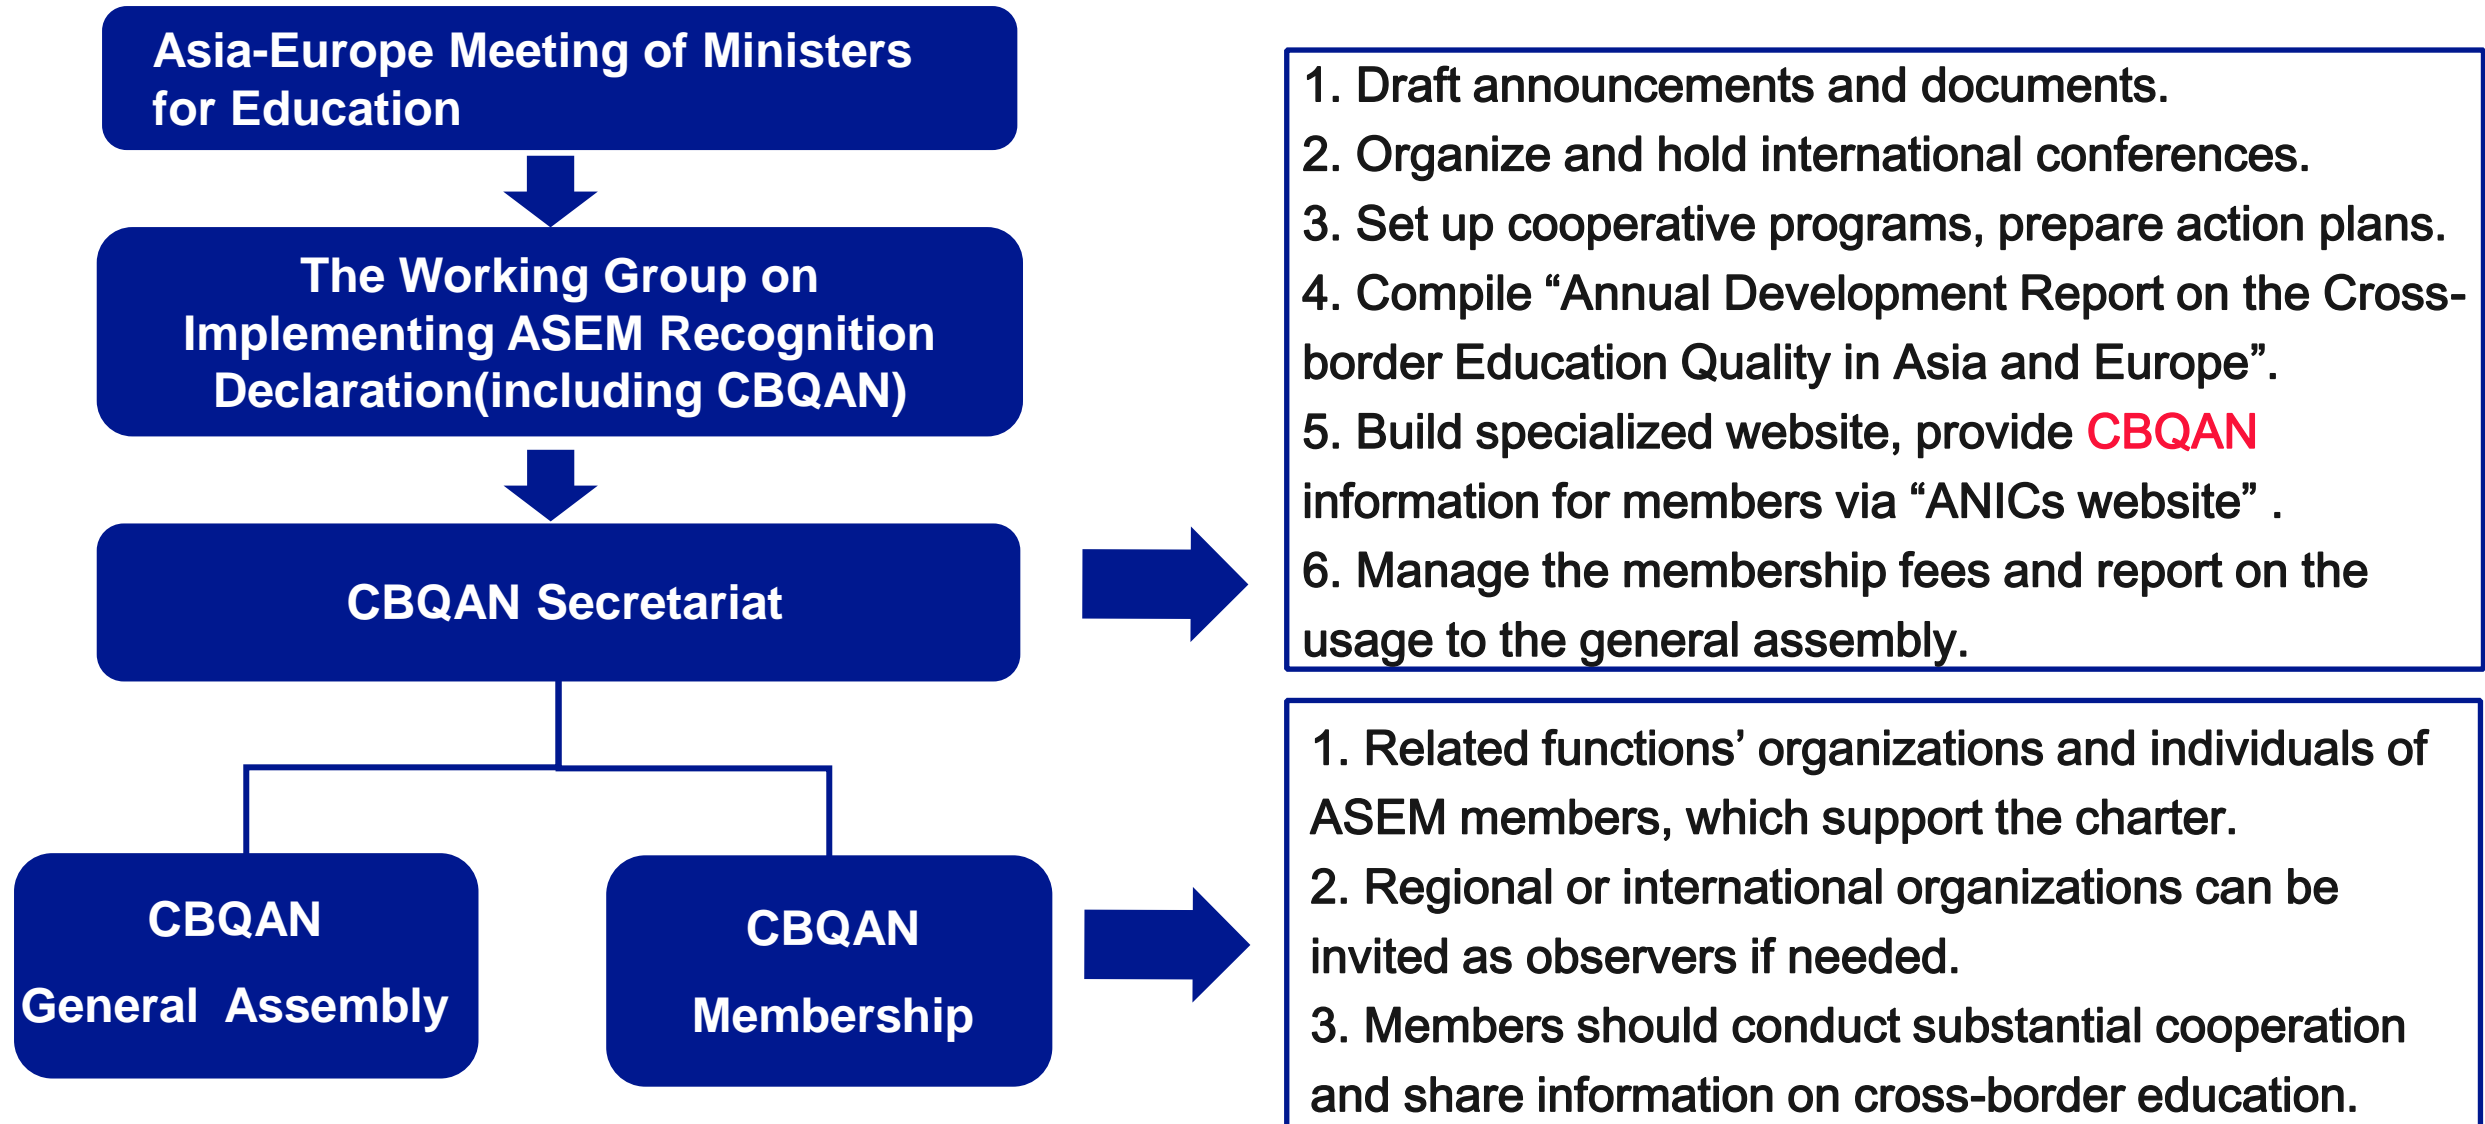 Asia-Europe Meeting of Ministers
for Education
The Working Group on
Implementing ASEM Recognition
Declaration(including CBQAN)
CBQAN Secretariat
CBQAN
General Assembly
CBQAN
Membership
1. Draft announcements and documents.
2. Organize and hold international conferences.
3. Set up cooperative programs, prepare action plans.
4. Compile “Annual Development Report on the Cross-
border Education Quality in Asia and Europe”.
5. Build specialized website, provide CBQAN
information for members via “ANICs website” .
6. Manage the membership fees and report on the
usage to the general assembly.
1. Related functions’ organizations and individuals of
ASEM members, which support the charter.
2. Regional or international organizations can be
invited as observers if needed.
3. Members should conduct substantial cooperation
and share information on cross-border education.